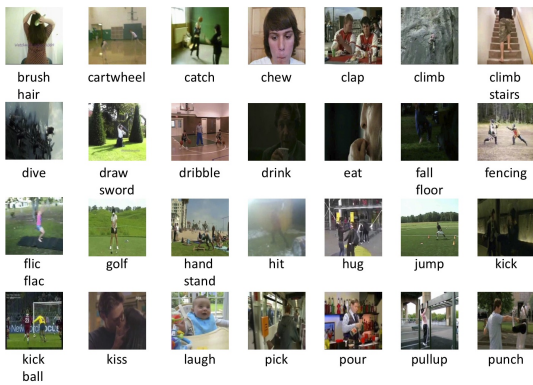 brush
hair
cartwheel
catch
chew
clap
climb
climb
stairs
dive
draw
sword
dribble
drink
eat
fall
floor
fencing
flic
flac
golf
hand
stand
hit
hug
jump
kick
kick
ball
kiss
laugh
pick
pour
pullup
punch